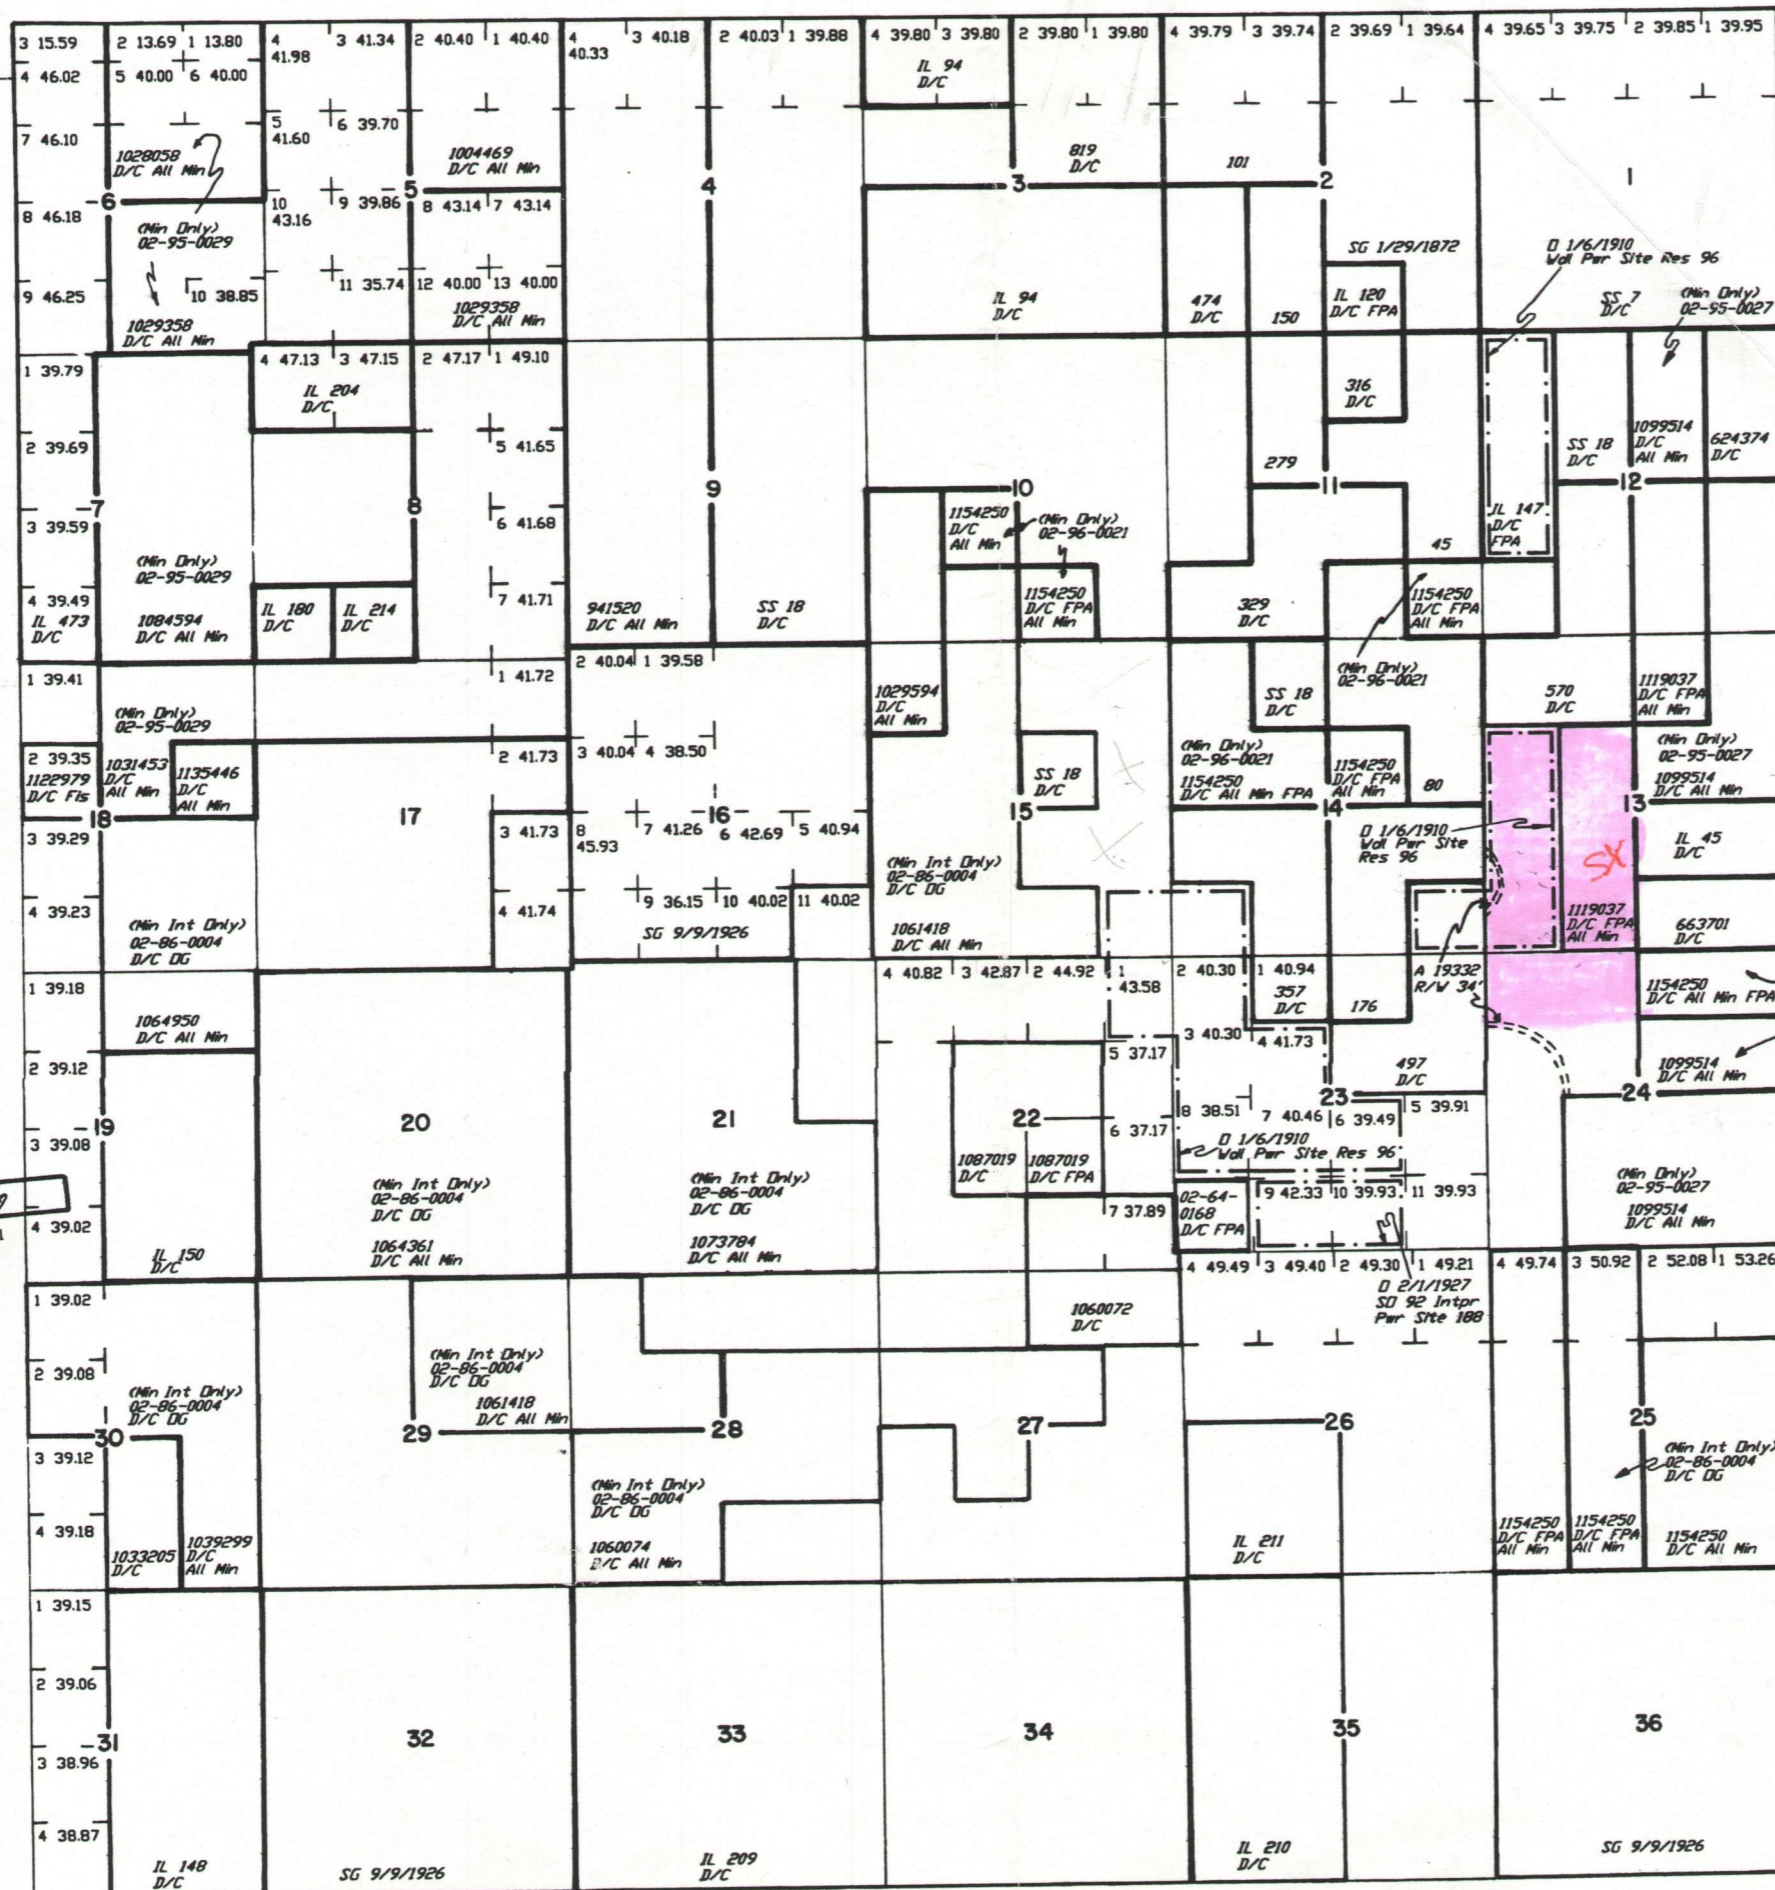 3 15.59
2 13.69
1 13.80
4 41.98
3 41.34
2 40.40
1 40.40
4 40.33
3 40.18
2 40.03
1 39.88
4 39.80
3 39.80
2 39.80
1 39.80
4 39.79
3 39.74
2 39.69
1 39.64
4 39.65
3 39.75
2 39.85
1 39.95
4 46.02
5 40.00
6 40.00
7 46.10
8 46.18
9 46.25
1028058
D/C All Min
6
(Min Only)
02-95-0029
10 38.85
1029358
D/C All Min
5 41.60
6 39.70
10 43.16
9 39.86
11 35.74
5
1004469
D/C All Min
8 43.14
7 43.14
12 40.00
13 40.00
1029358
D/C All Min
4
IL 94
D/C
819
D/C
3
IL 94
D/C
101
2
474
D/C
150
SG 1/29/1872
IL 120
D/C FPA
1
O 1/6/1910
Wdl Pwr Site Res 96
SS 7
D/C
(Min Only)
02-95-0027
1 39.79
2 39.69
3 39.59
4 39.49
IL 473
D/C
7
(Min Only)
02-95-0029
1084594
D/C All Min
4 47.13
3 47.15
2 47.17
1 49.10
IL 204
D/C
8
5 41.65
6 41.68
7 41.71
IL 180
D/C
IL 214
D/C
9
941520
D/C All Min
SS 18
D/C
10
1154250
D/C
All Min
(Min Only)
02-96-0021
1154250
D/C FPA
All Min
316
D/C
279
11
45
329
D/C
1154250
D/C FPA
All Min
(Min Only)
02-96-0021
IL 147
D/C
FPA
SS 18
D/C
1099514
D/C
All Min
624374
D/C
12
1 39.41
(Min Only)
02-95-0029
2 39.35
1122979
D/C Fis
1031453
D/C
All Min
1135446
D/C
All Min
18
3 39.29
4 39.23
(Min Int Only)
02-86-0004
D/C OG
17
1 41.72
2 41.73
3 41.73
4 41.74
2 40.04
1 39.58
3 40.04
4 38.50
16
8 45.93
7 41.26
6 42.69
5 40.94
9 36.15
10 40.02
11 40.02
SG 9/9/1926
1029594
D/C
All Min
SS 18
D/C
15
(Min Int Only)
02-86-0004
D/C OG
1061418
D/C All Min
SS 18
D/C
(Min Only)
02-96-0021
1154250
D/C All Min FPA
1154250
D/C FPA
All Min
80
14
O 1/6/1910
Wdl Pwr Site
Res 96
A 19332
R/W 34'
570
D/C
1119037
D/C FPA
All Min
(Min Only)
02-95-0027
1099514
D/C All Min
13
IL 45
D/C
SX
1119037
D/C FPA
All Min
663701
D/C
1 39.18
2 39.12
3 39.08
4 39.02
1064950
D/C All Min
19
IL 150
D/C
20
(Min Int Only)
02-86-0004
D/C OG
1064361
D/C All Min
21
(Min Int Only)
02-86-0004
D/C OG
1073784
D/C All Min
4 40.82
3 42.87
2 44.92
1 43.58
5 37.17
6 37.17
7 37.89
22
1087019
D/C
1087019
D/C FPA
2 40.30
1 40.94
357
D/C
176
3 40.30
4 41.73
497
D/C
23
8 38.51
7 40.46
6 39.49
5 39.91
O 1/6/1910
Wdl Pwr Site Res 96
02-64-
0168
D/C FPA
9 42.33
10 39.93
11 39.93
1154250
D/C All Min FPA
1099514
D/C All Min
24
(Min Only)
02-95-0027
1099514
D/C All Min
1 39.02
2 39.08
(Min Int Only)
02-86-0004
D/C OG
30
3 39.12
4 39.18
1033205
D/C
1039299
D/C
All Min
(Min Int Only)
02-86-0004
D/C OG
1061418
D/C All Min
29
28
(Min Int Only)
02-86-0004
D/C OG
1060074
D/C All Min
1060072
D/C
27
4 49.49
3 49.40
2 49.30
1 49.21
O 2/1/1927
SO 92 Intpr
Pwr Site 188
26
IL 211
D/C
4 49.74
3 50.92
2 52.08
1 53.26
25
(Min Int Only)
02-86-0004
D/C OG
1154250
D/C FPA
All Min
1154250
D/C FPA
All Min
1154250
D/C All Min
1 39.15
2 39.06
31
3 38.96
4 38.87
IL 148
D/C
32
SG 9/9/1926
33
IL 209
D/C
34
35
IL 210
D/C
36
SG 9/9/1926